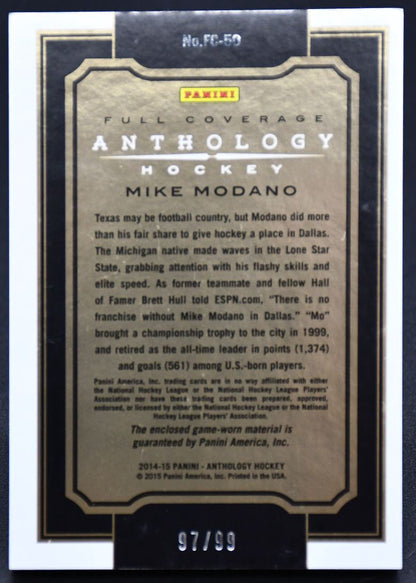 No.FC-50
PANINI
FULL COVERAGE
ANTHOLOGY
HOCKEY
MIKE MODANO
Texas may be football country, but Modano did more
than his fair share to give hockey a place in Dallas.
The Michigan native made waves in the Lone Star
State, grabbing attention with his flashy skills and
elite speed. As former teammate and fellow Hall
of Famer Brett Hull told ESPN.com, "There is no
franchise without Mike Modano in Dallas." "Mo"
brought a championship trophy to the city in 1999,
and retired as the all-time leader in points (1,374)
and goals (561) among U.S.-born players.
Panini America, Inc. trading cards are in no way affiliated with either
the National Hockey League or the National Hockey League Players'
Association nor have these trading cards been prepared, approved,
endorsed, or licensed by either the National Hockey League or the National
Hockey League Players' Association.
The enclosed game-worn material is
guaranteed by Panini America, Inc.
2014-15 PANINI - ANTHOLOGY HOCKEY
© 2015 Panini America, Inc. Printed in the USA.
97/99